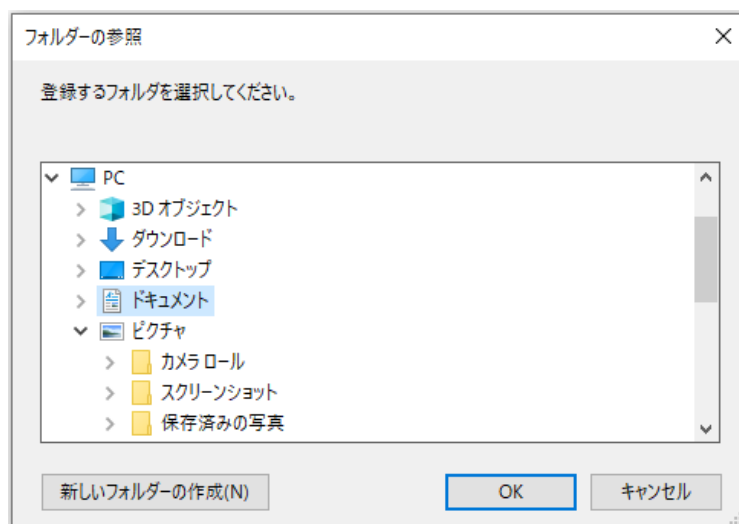 フォルダーの参照
登録するフォルダを選択してください。
PC
3D オブジェクト
ダウンロード
デスクトップ
ドキュメント
ピクチャ
カメラ ロール
スクリーンショット
保存済みの写真
新しいフォルダーの作成(N)
OK
キャンセル